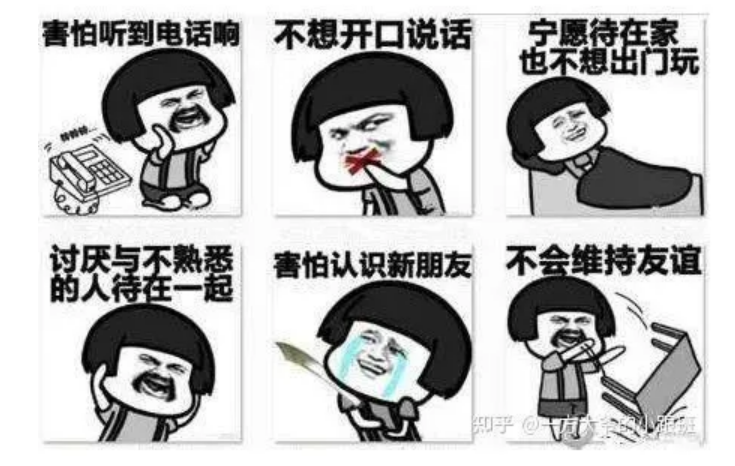 害怕听到电话响
不想开口说话
宁愿待在家
也不想出门玩
讨厌与不熟悉
的人待在一起
害怕认识新朋友
不会维持友谊